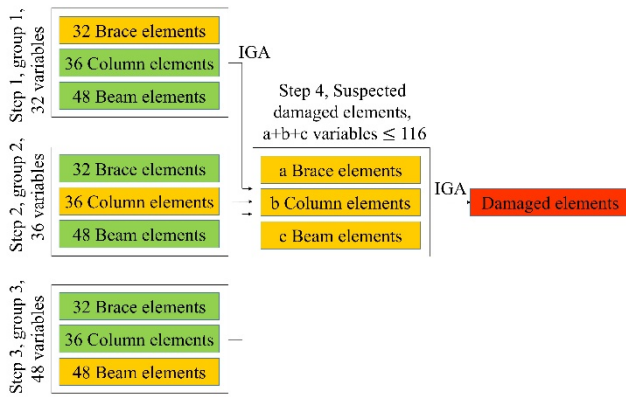 Step 1, group 1,
32 variables
32 Brace elements
36 Column elements
48 Beam elements
IGA
Step 2, group 2,
36 variables
32 Brace elements
36 Column elements
48 Beam elements
Step 3, group 3,
48 variables
32 Brace elements
36 Column elements
48 Beam elements
Step 4, Suspected
damaged elements,
a+b+c variables ≤ 116
a Brace elements
b Column elements
c Beam elements
IGA
Damaged elements